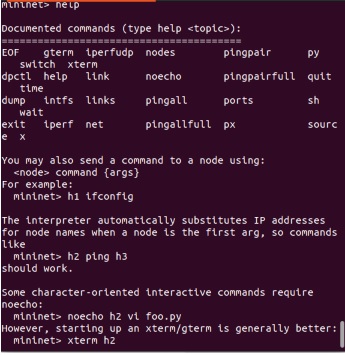 mininet> help
Documented commands (type help <topic>):
========================================
EOF gterm iperfudp nodes pingpair py
switch xterm
dpctl help link noecho pingpairfull quit
time
dump intfs links pingall ports sh
wait
exit iperf net pingallfull px sourc
e x
You may also send a command to a node using:
<node> command {args}
For example:
mininet> h1 ifconfig
The interpreter automatically substitutes IP addresses
for node names when a node is the first arg, so commands
like
mininet> h2 ping h3
should work.
Some character-oriented interactive commands require
noecho:
mininet> noecho h2 vi foo.py
However, starting up an xterm/gterm is generally better:
mininet> xterm h2